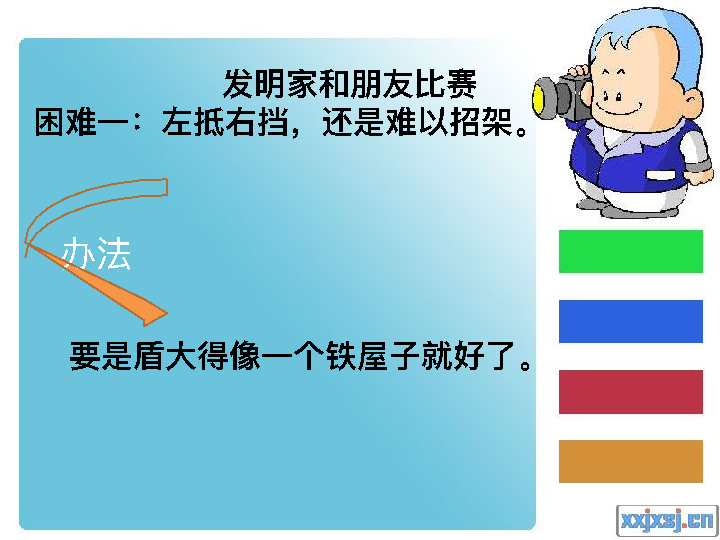 发明家和朋友比赛
困难一：左抵右挡，还是难以招架。
办法
要是盾大得像一个铁屋子就好了。
xxjxsj.cn